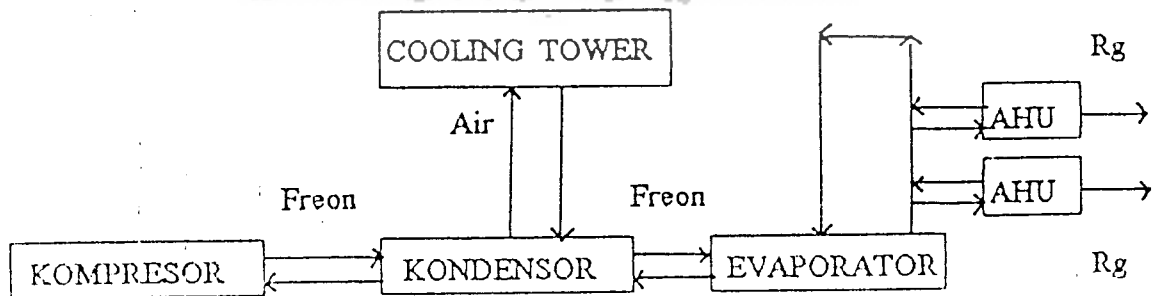 COOLING TOWER
Rg
Air
AHU
AHU
Freon
Freon
KOMPRESOR
KONDENSOR
EVAPORATOR
Rg